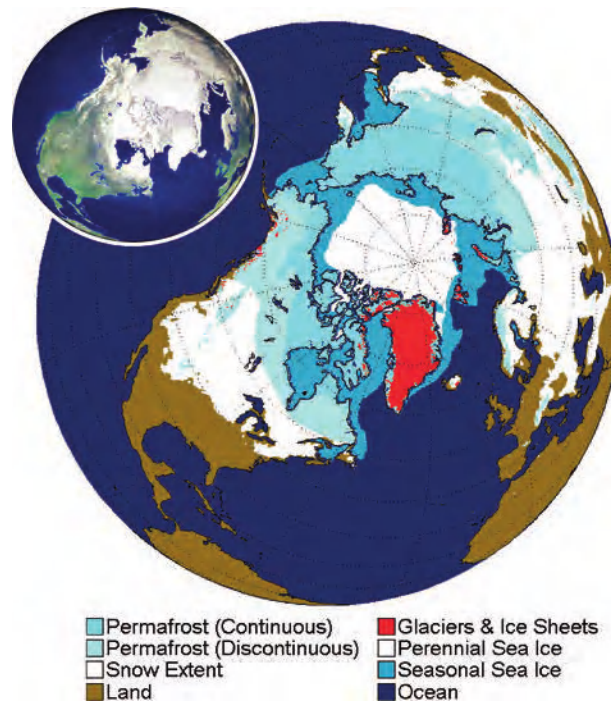 Permafrost (Continuous)
Permafrost (Discontinuous)
Snow Extent
Land
Glaciers & Ice Sheets
Perennial Sea Ice
Seasonal Sea Ice
Ocean